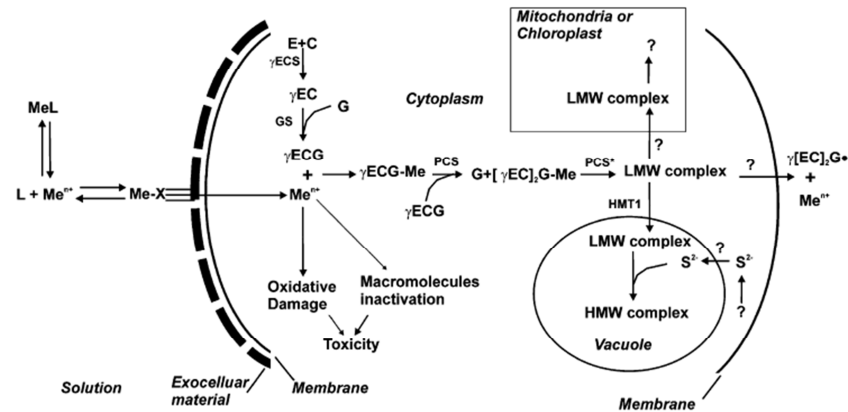 Mitochondria or
Chloroplast
?
LMW complex
?
E+C
γECS
γEC
G
GS
γECG
+
Cytoplasm
MeL
L + Meⁿ⁺
Me-X
Meⁿ⁺
γECG-Me
PCS
γECG
G+[ γEC]₂G-Me
PCS*
LMW complex
?
γ[EC]₂G•
+
Meⁿ⁺
HMT1
LMW complex
?
S²⁻
S²⁻
?
HMW complex
Vacuole
Oxidative
Damage
Macromolecules
inactivation
Toxicity
Solution
Exocelluar
material
Membrane
Membrane